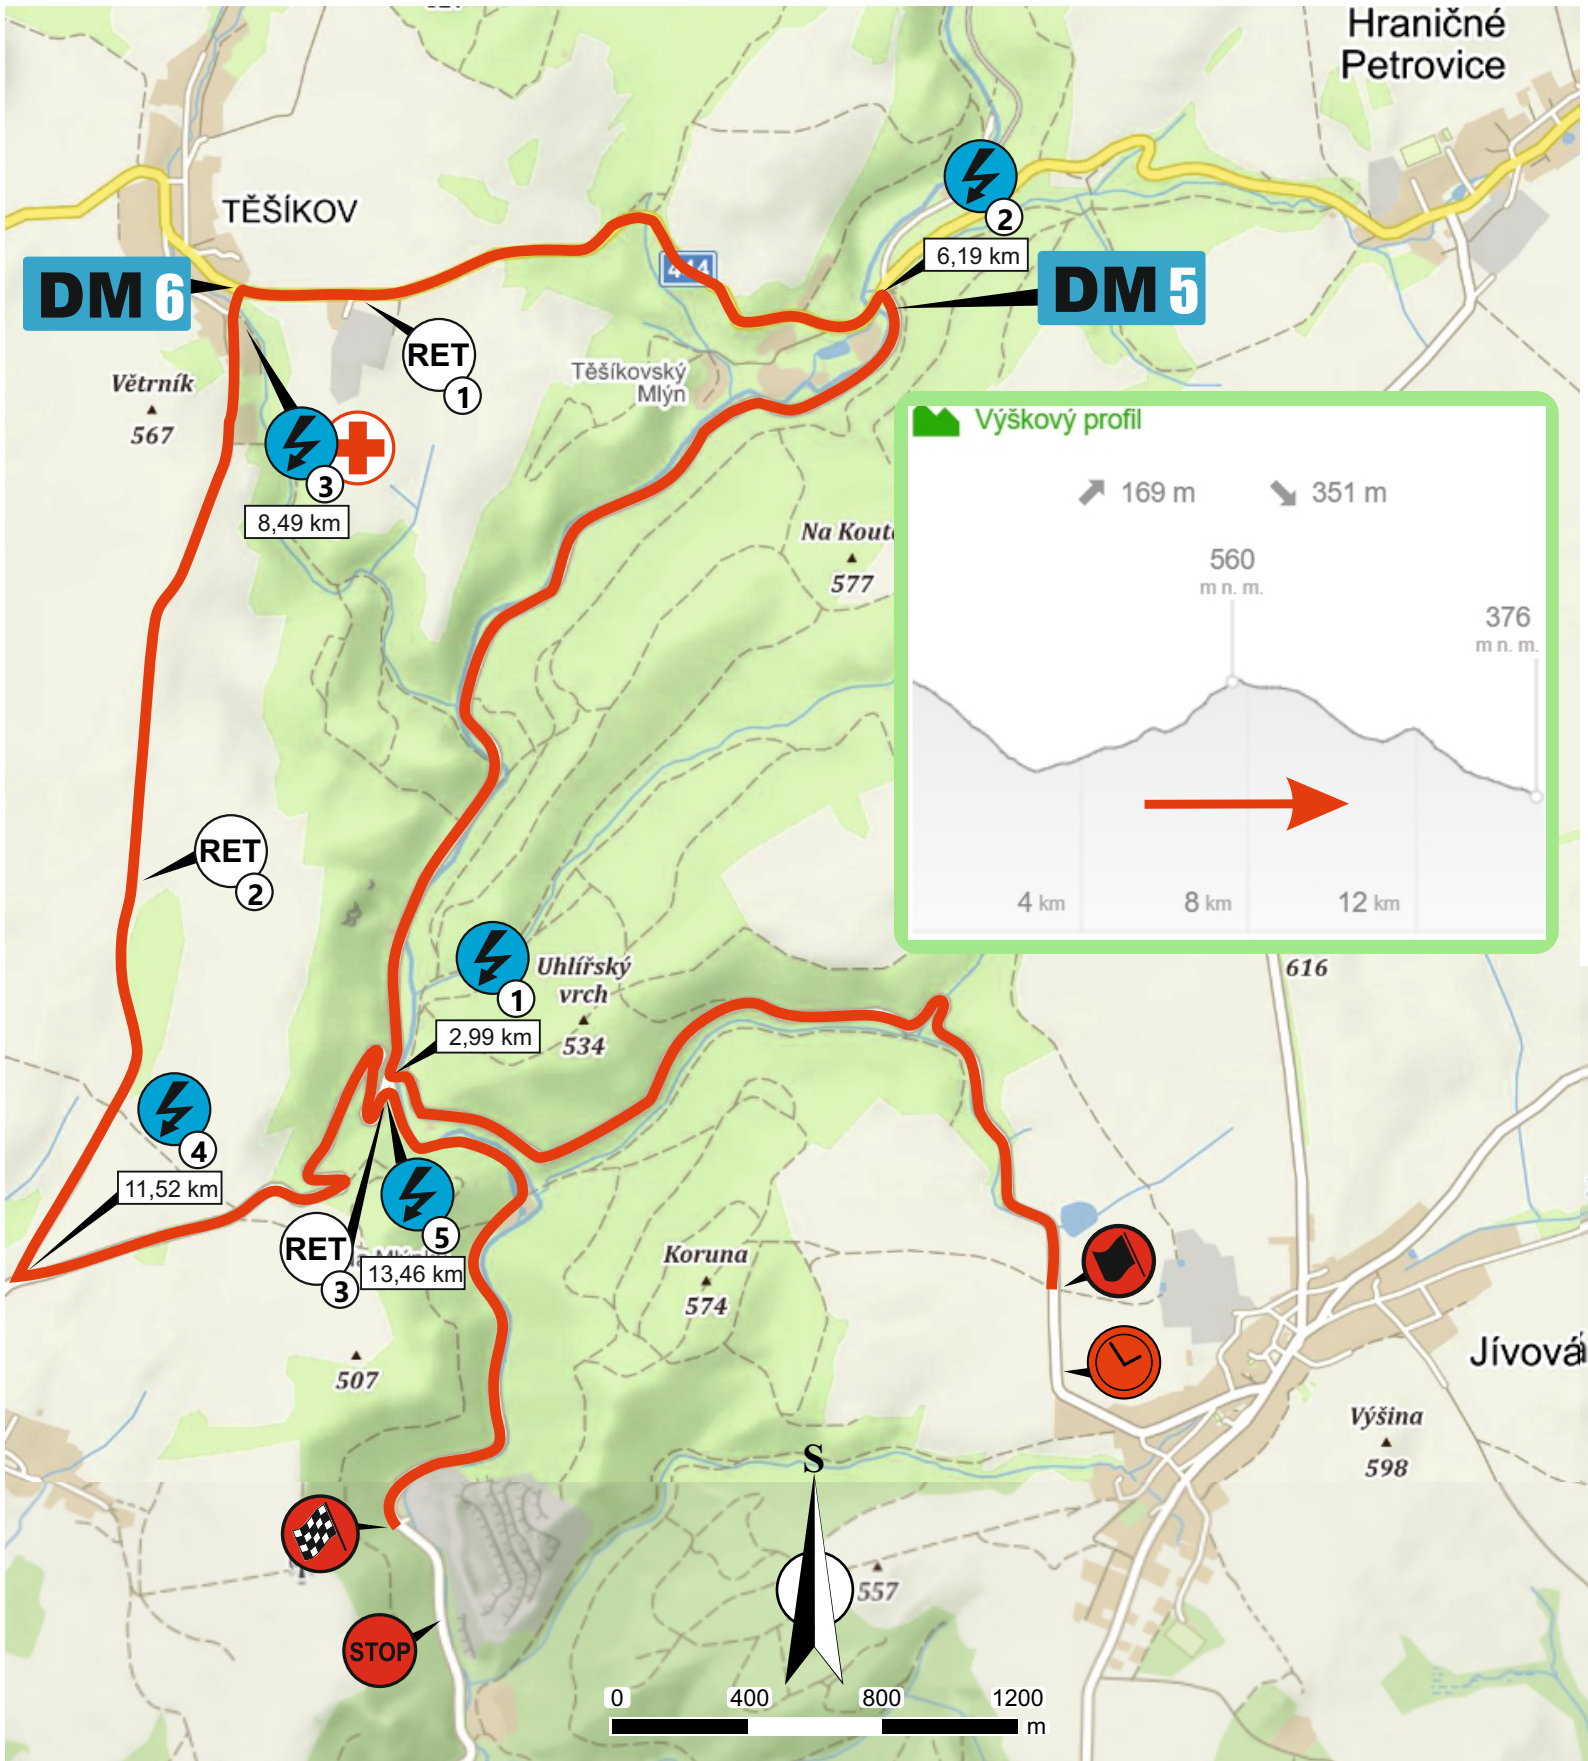 Hraničné
Petrovice
TĚŠÍKOV
2
6,19 km
DM 6
DM 5
RET
1
Větrník
567
Těšíkovský
Mlýn
3
8,49 km
Výškový profil
169 m
351 m
560
m n. m.
376
m n. m.
4 km
8 km
12 km
Na
577
RET
2
1
2,99 km
Uhlířský
vrch
534
616
4
11,52 km
RET
3
5
13,46 km
Koruna
574
507
Jívová
Výšina
598
S
557
STOP
0 400 800 1200
m